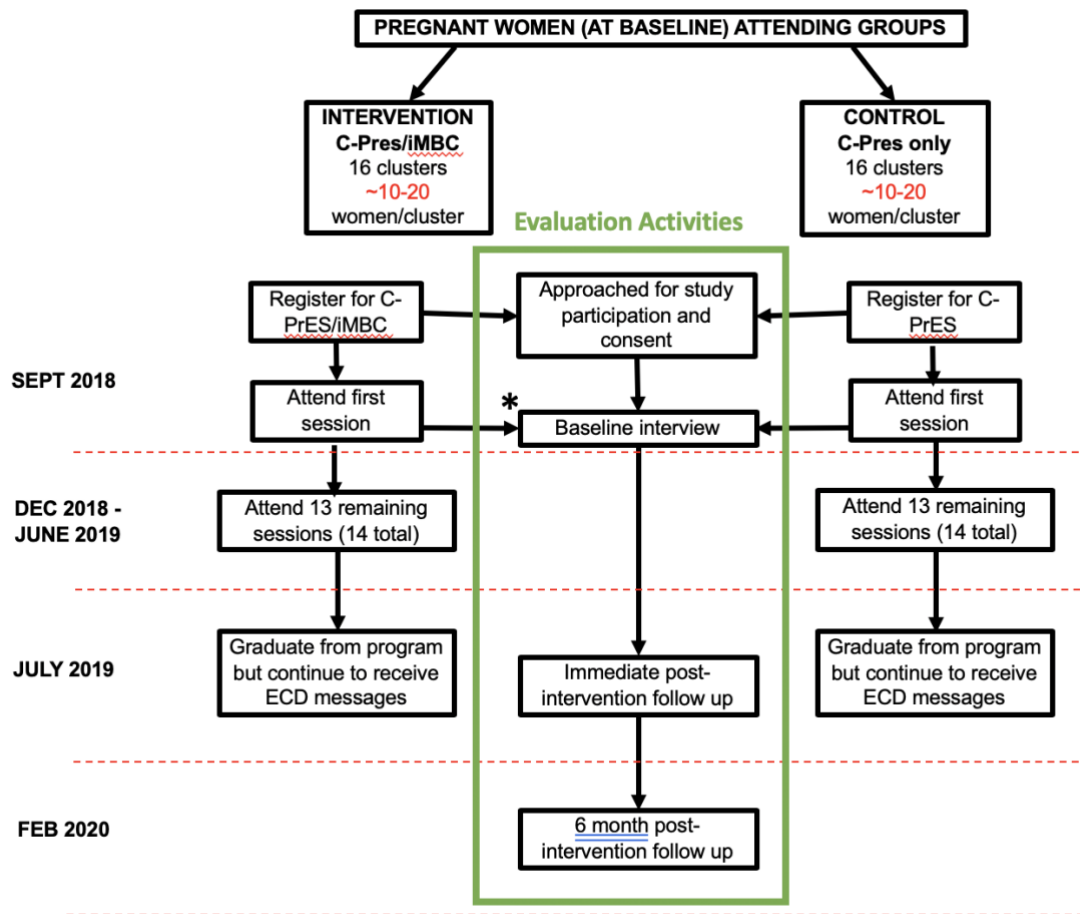 PREGNANT WOMEN (AT BASELINE) ATTENDING GROUPS
INTERVENTION
C-Pres/iMBC
16 clusters
~10-20
women/cluster
CONTROL
C-Pres only
16 clusters
~10-20
women/cluster
Evaluation Activities
Register for C-
PrES/iMBC
Approached for study
participation and
consent
Register for C-
PrES
SEPT 2018
Attend first
session
*
Baseline interview
Attend first
session
DEC 2018 -
JUNE 2019
Attend 13 remaining
sessions (14 total)
Attend 13 remaining
sessions (14 total)
JULY 2019
Graduate from program
but continue to receive
ECD messages
Immediate post-
intervention follow up
Graduate from program
but continue to receive
ECD messages
FEB 2020
6 month post-
intervention follow up